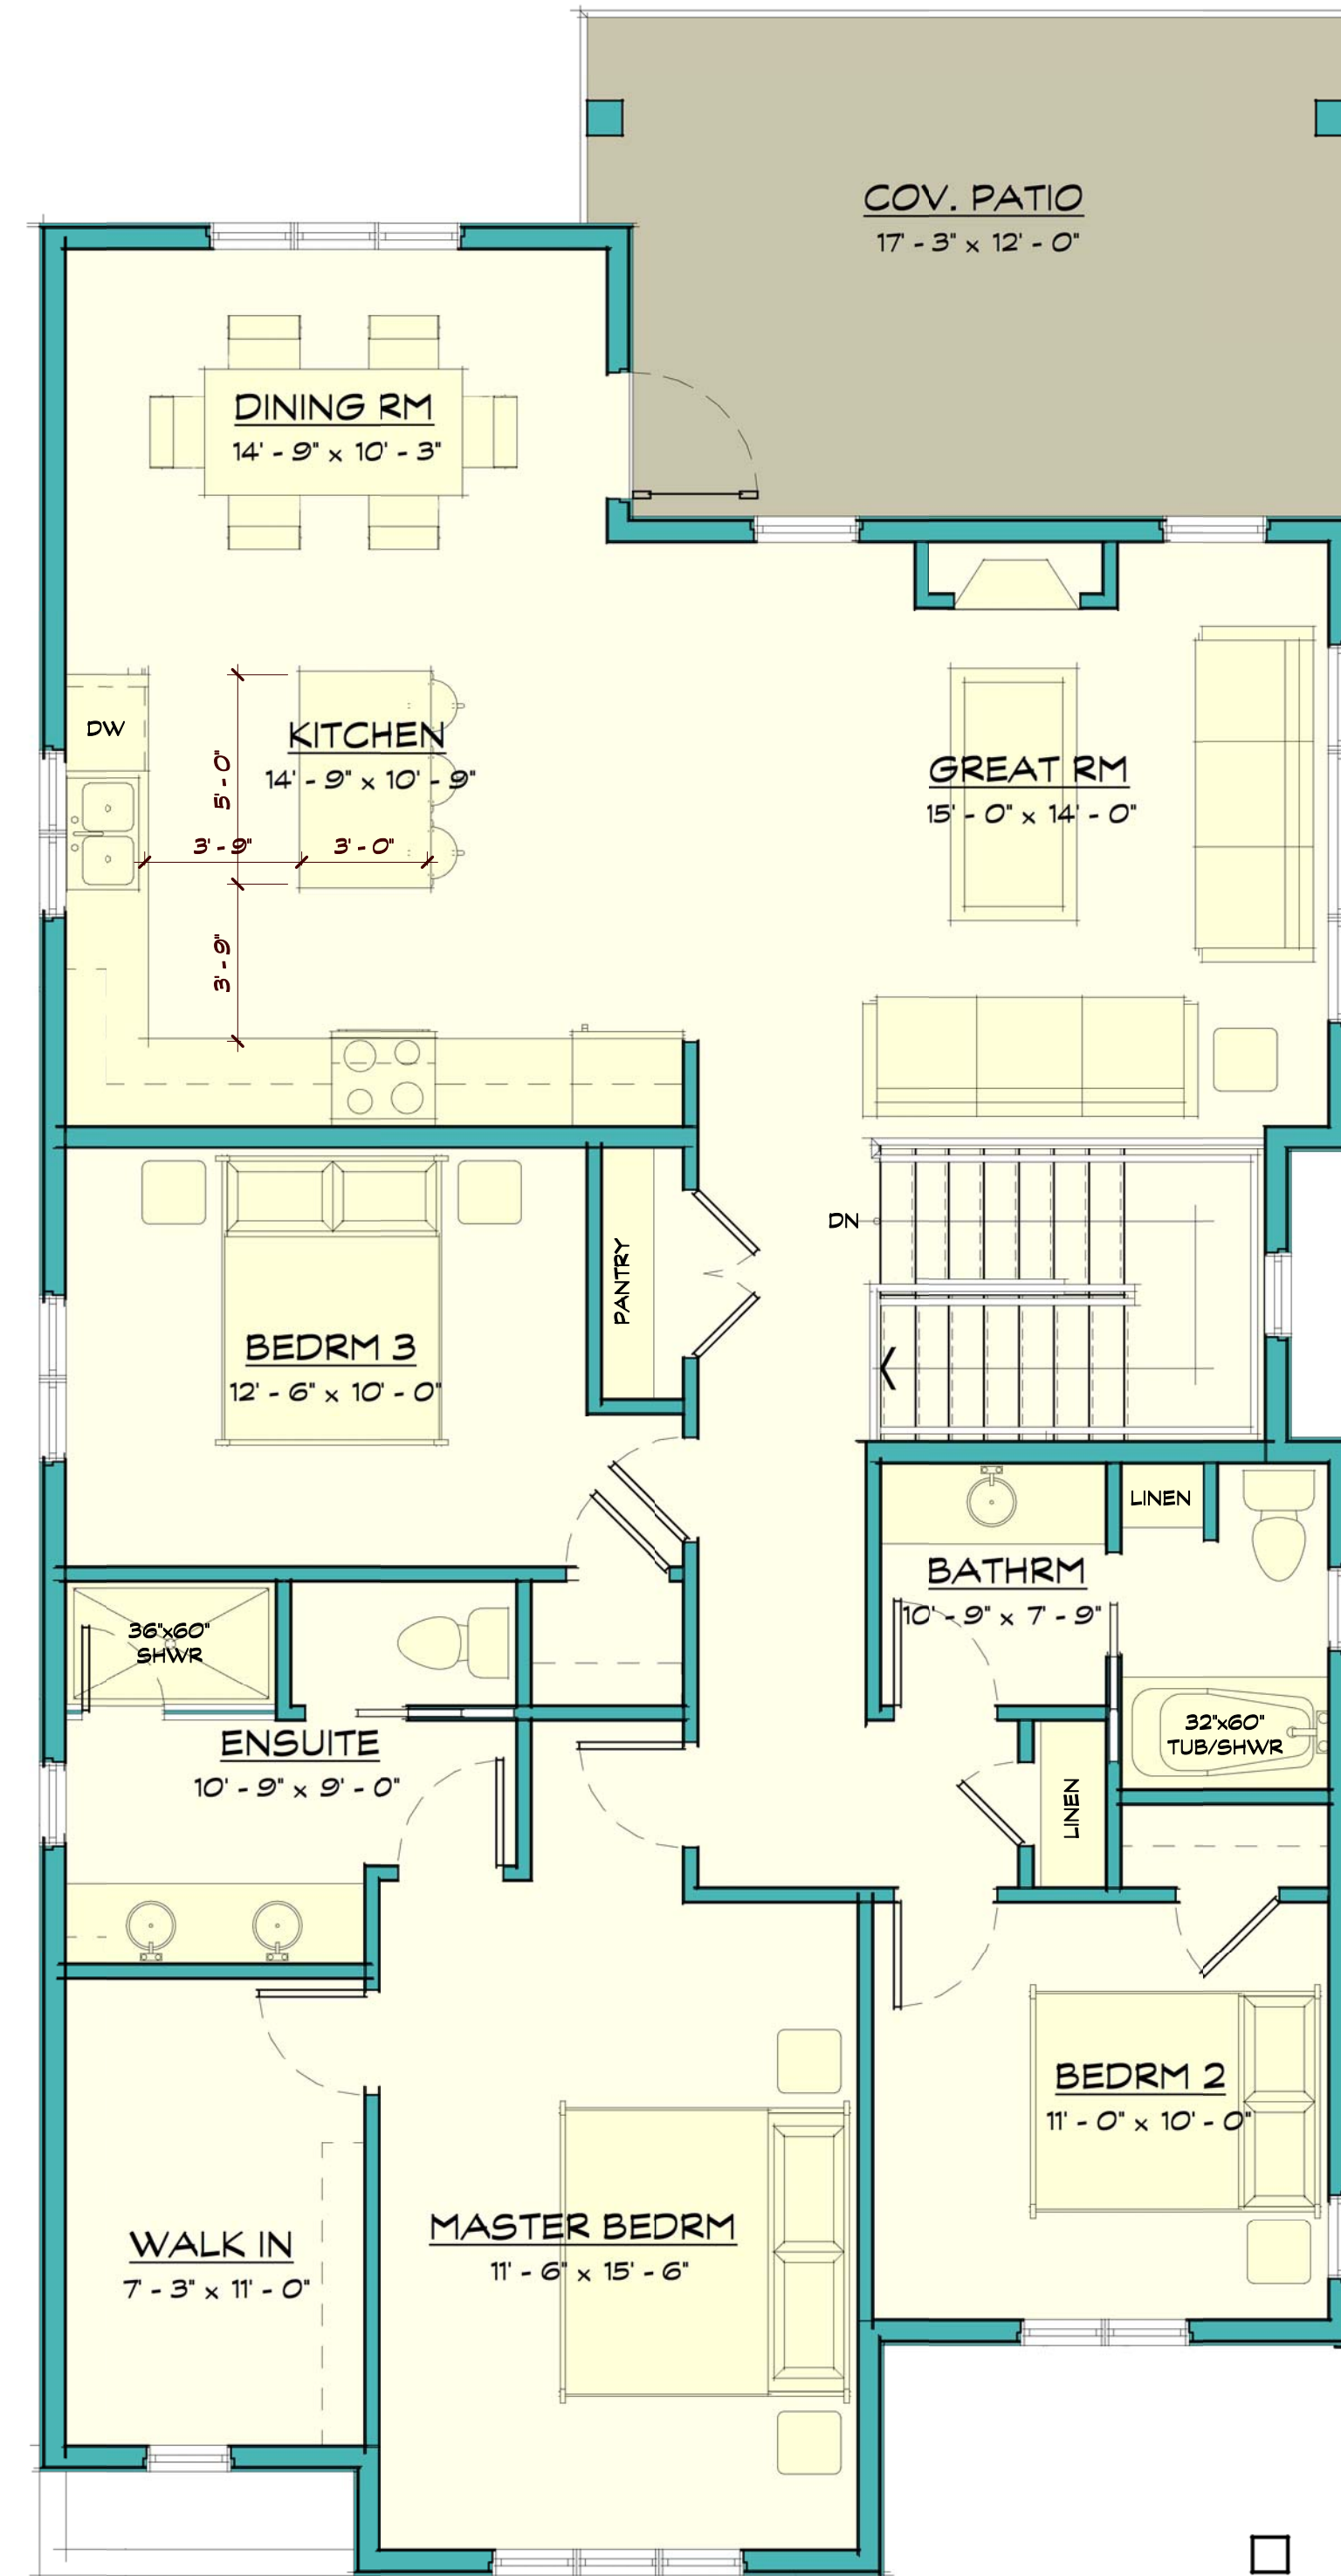 COV. PATIO
17' - 3" x 12' - 0"
DINING RM
14' - 9" x 10' - 3"
DW
KITCHEN
14' - 9" x 10' - 9"
5' - 0"
3' - 9"
3' - 0"
3' - 9"
GREAT RM
15' - 0" x 14' - 0"
DN
PANTRY
BEDRM 3
12' - 6" x 10' - 0"
LINEN
BATHRM
10' - 9" x 7' - 9"
36"x60"
SHWR
ENSUITE
10' - 9" x 9' - 0"
32"x60"
TUB/SHWR
LINEN
BEDRM 2
11' - 0" x 10' - 0"
MASTER BEDRM
11' - 6" x 15' - 6"
WALK IN
7' - 3" x 11' - 0"